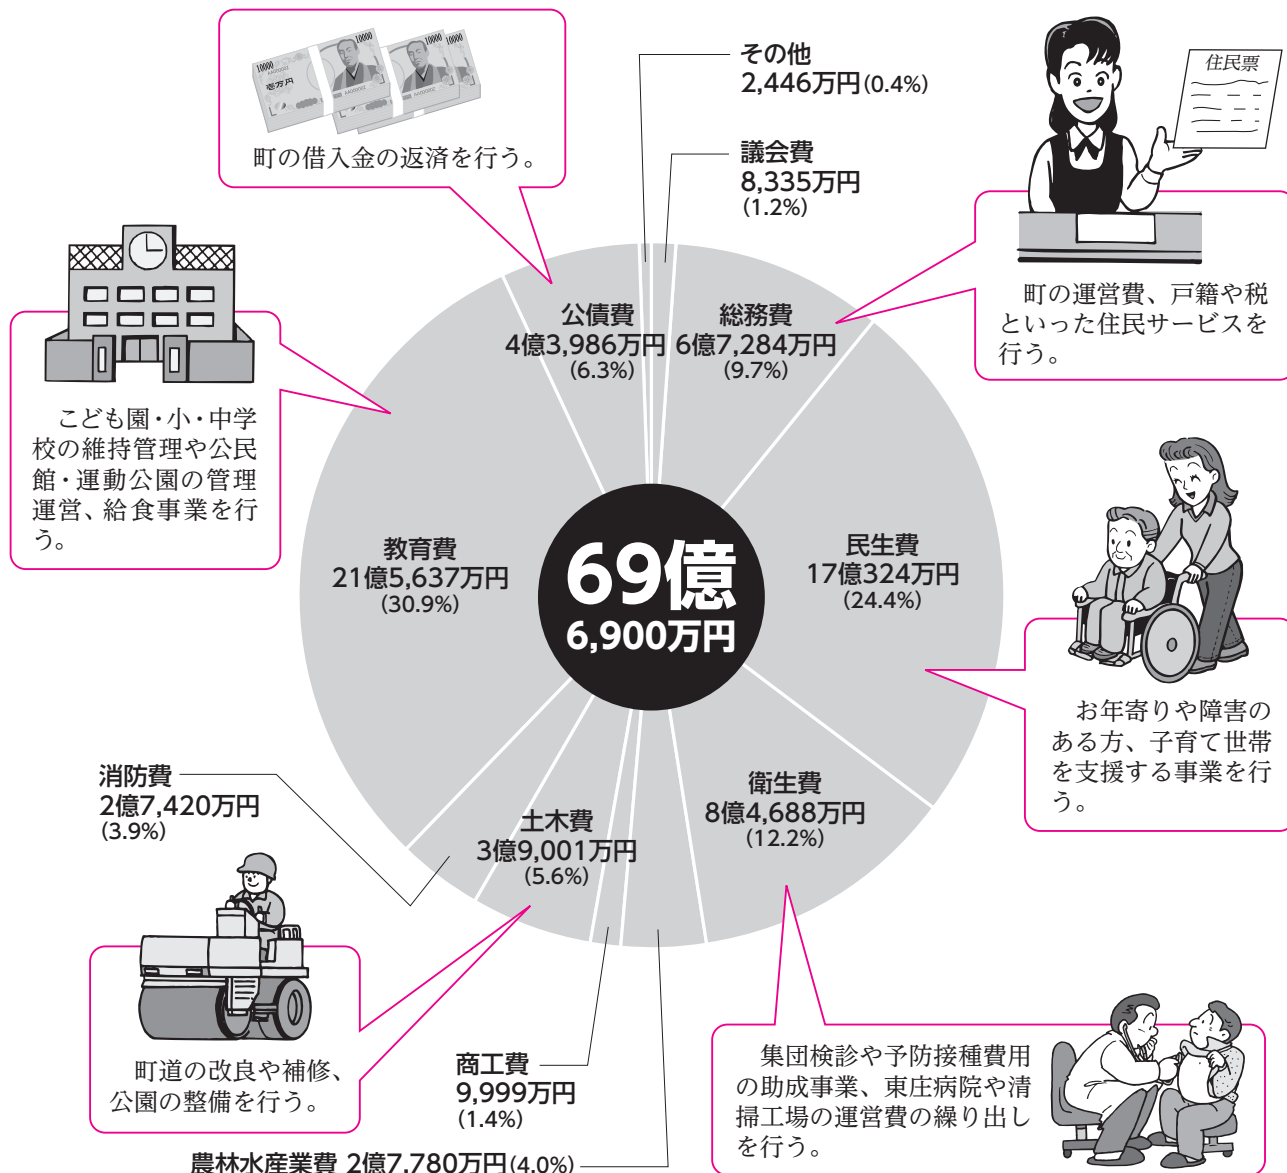 10000
10000
壱万円
町の借入金の返済を行う。
その他
2,446万円(0.4%)
議会費
8,335万円
(1.2%)
住民票
町の運営費、戸籍や税
といった住民サービスを
行う。
公債費
4億3,986万円
(6.3%)
総務費
6億7,284万円
(9.7%)
こども園・小・中学
校の維持管理や公民
館・運動公園の管理
運営、給食事業を行
う。
教育費
21億5,637万円
(30.9%)
69億
6,900万円
民生費
17億324万円
(24.4%)
お年寄りや障害の
ある方、子育て世帯
を支援する事業を行
う。
消防費
2億7,420万円
(3.9%)
土木費
3億9,001万円
(5.6%)
衛生費
8億4,688万円
(12.2%)
町道の改良や補修、
公園の整備を行う。
商工費
9,999万円
(1.4%)
集団検診や予防接種費用
の助成事業、東庄病院や清
掃工場の運営費の繰り出し
を行う。
農林水産業費 2億7,780万円(4.0%)